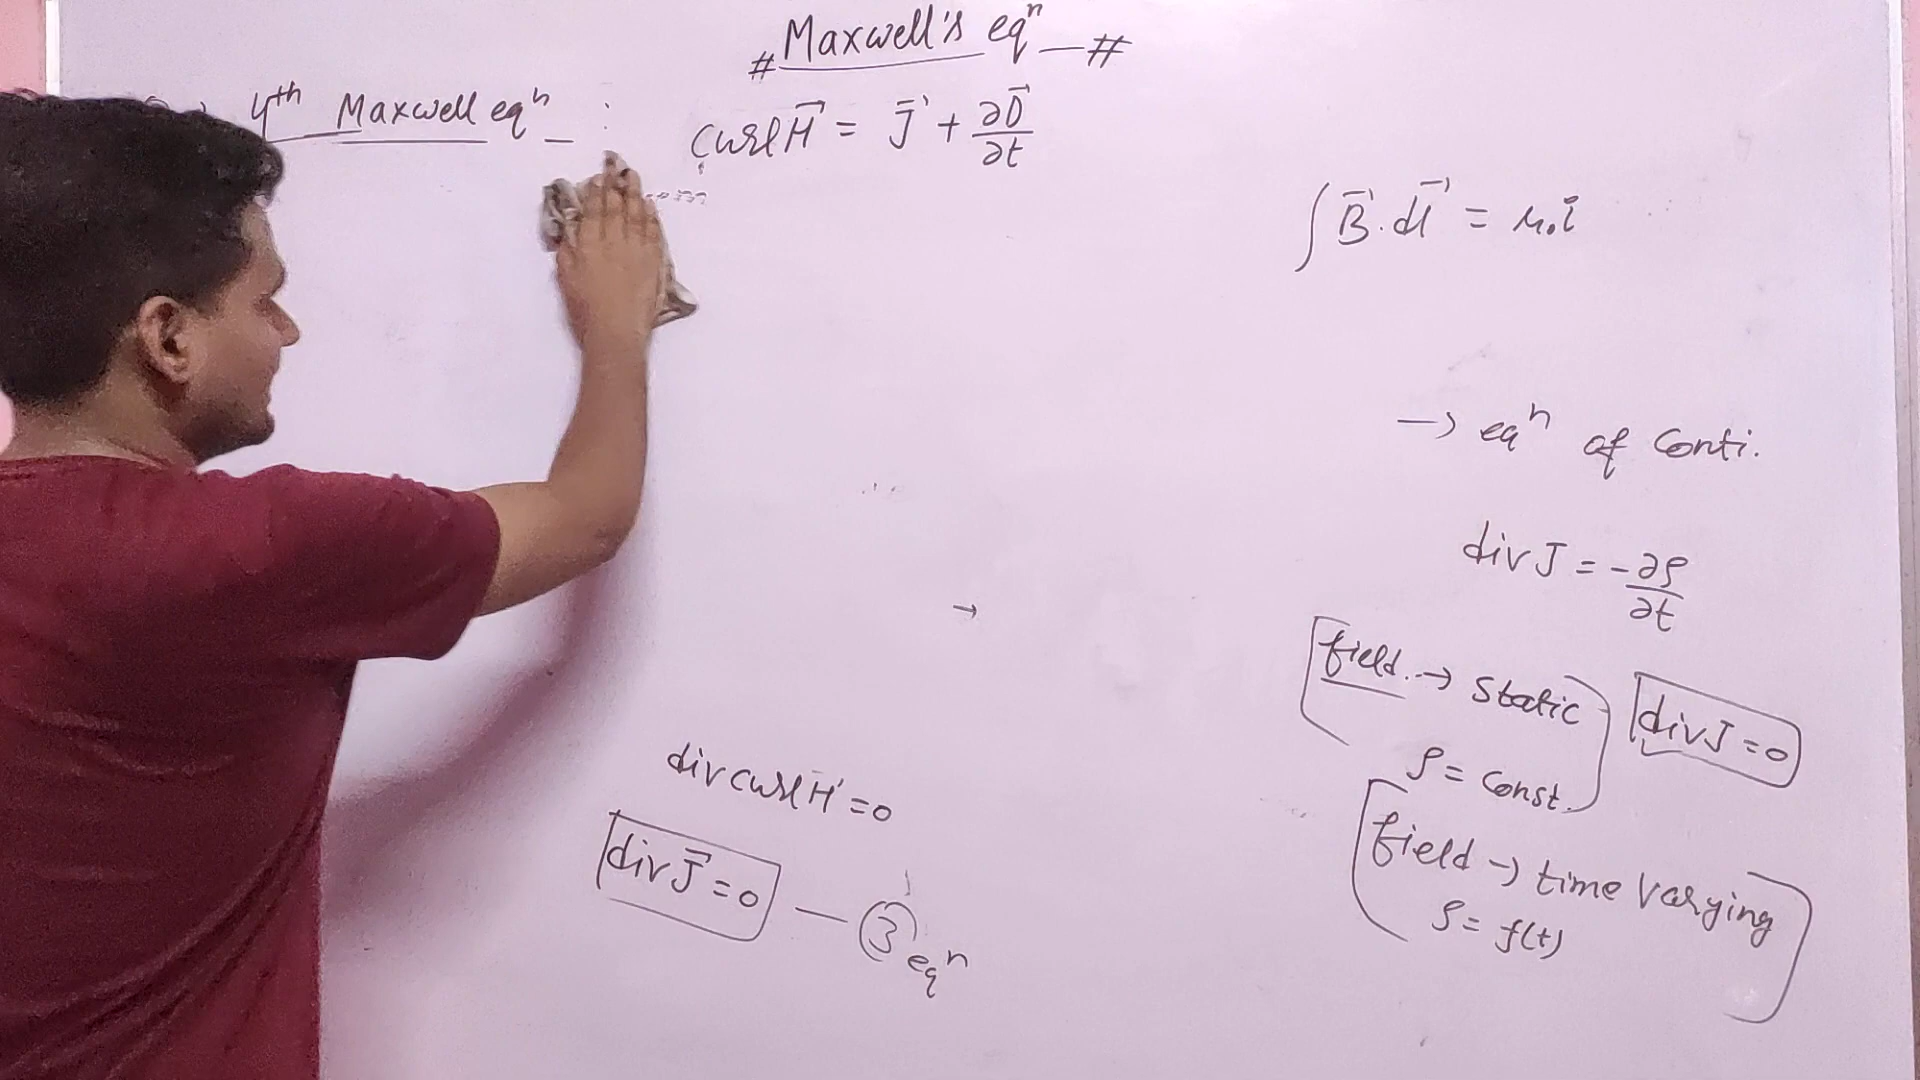 # Maxwell's eqⁿ — #
4th Maxwell eqⁿ — : curl H⃗ = J⃗ + ∂D⃗/∂t
∫ B⃗ . dl⃗ = μ₀i
→ eqⁿ of Conti.
div J = - ∂ρ/∂t
field → static
div J = 0
ρ = Const.
field → time Varying
ρ = f(t)
→
div curl H = 0
div J⃗ = 0 — ③ eqⁿ